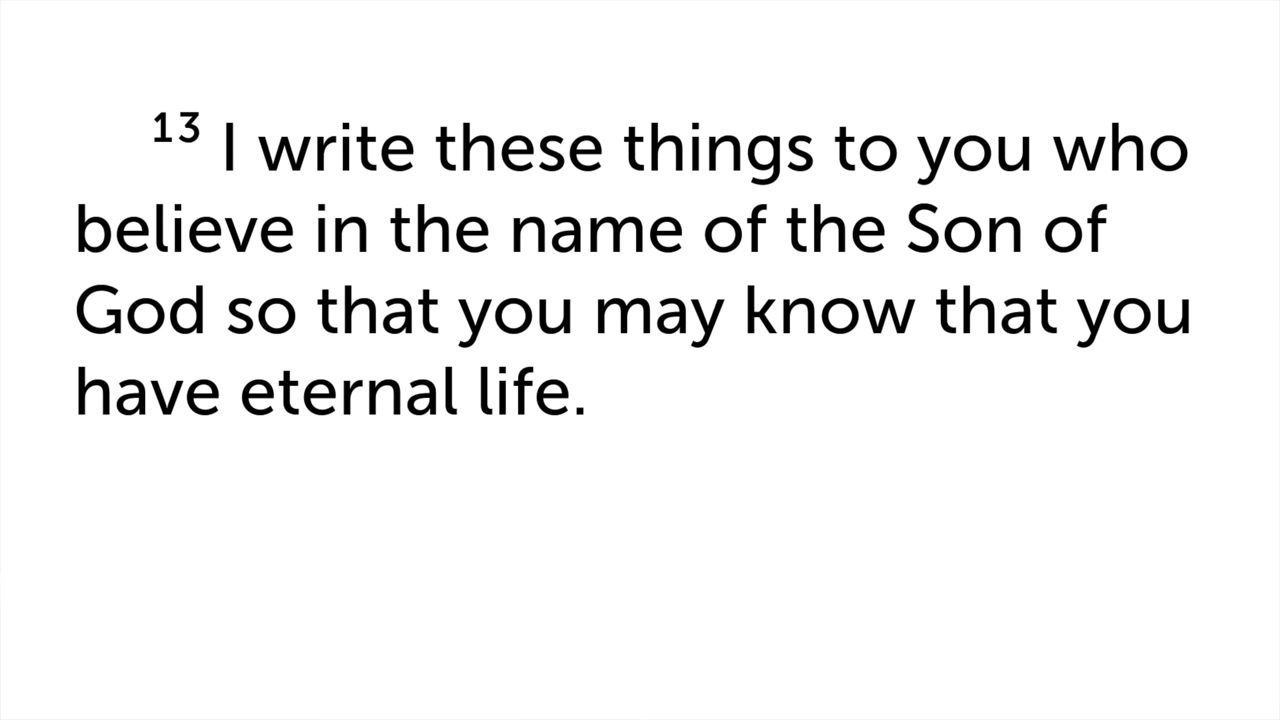 13 I write these things to you who
believe in the name of the Son of
God so that you may know that you
have eternal life.